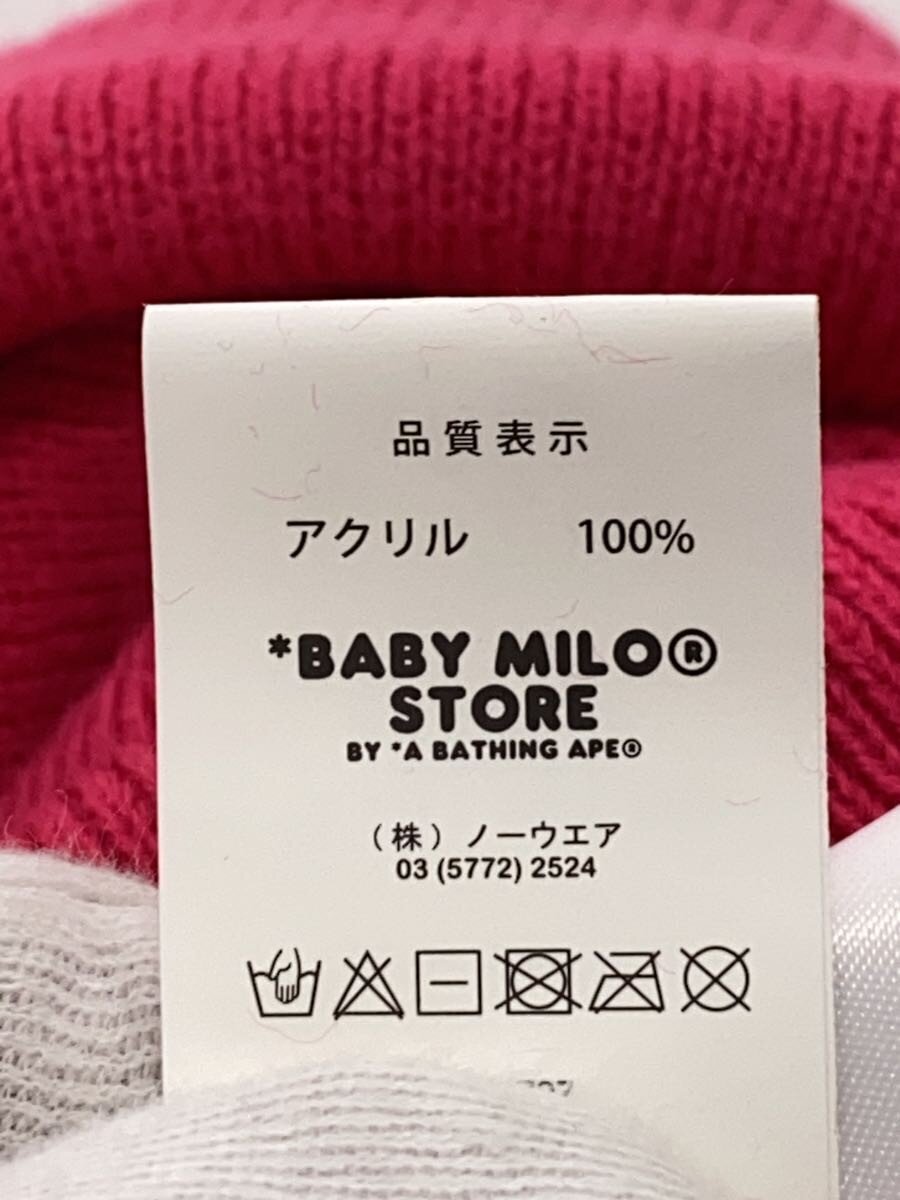 品質表示
アクリル 100%
*BABY MILO®
STORE
BY *A BATHING APE®
（株）ノーウエア
03 (5772) 2524